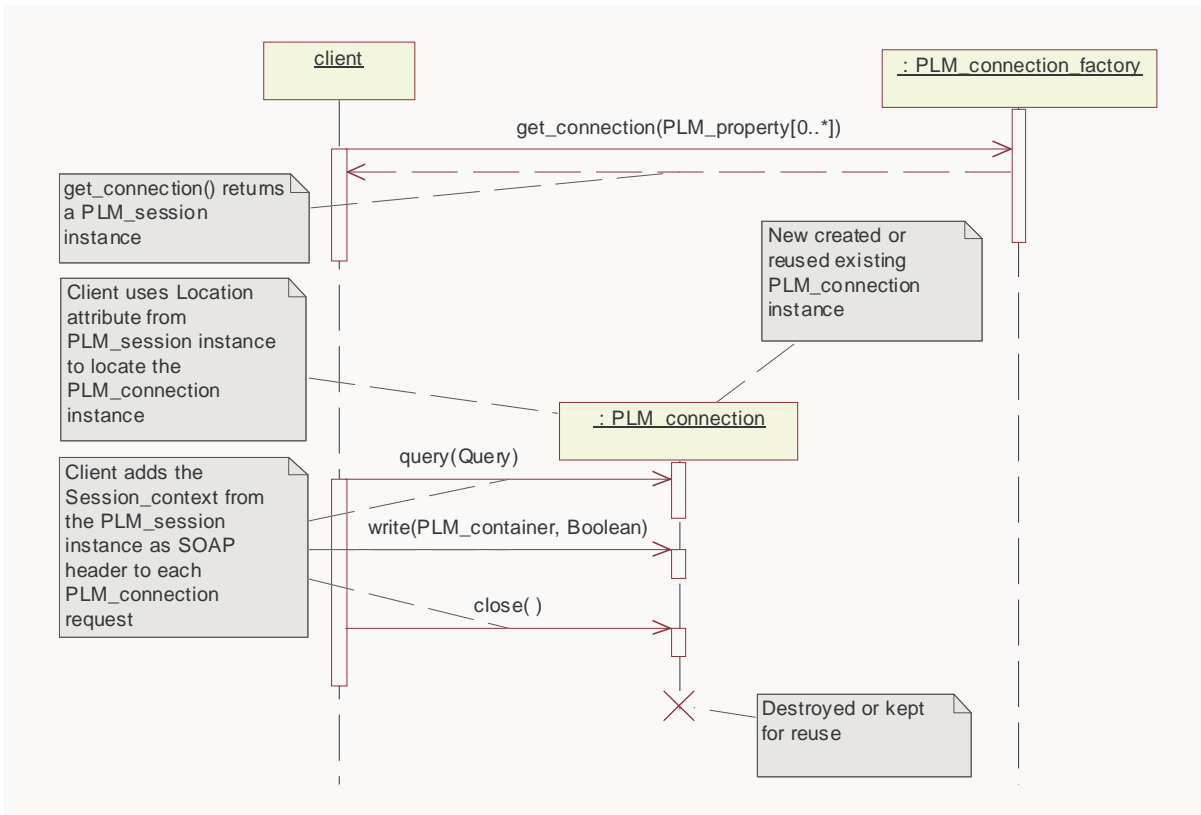 client
: PLM_connection_factory
get_connection(PLM_property[0..*])
get_connection() returns
a PLM_session
instance
New created or
reused existing
PLM_connection
instance
Client uses Location
attribute from
PLM_session instance
to locate the
PLM_connection
instance
: PLM_connection
query(Query)
Client adds the
Session_context from
the PLM_session
instance as SOAP
header to each
PLM_connection
request
write(PLM_container, Boolean)
close( )
Destroyed or kept
for reuse